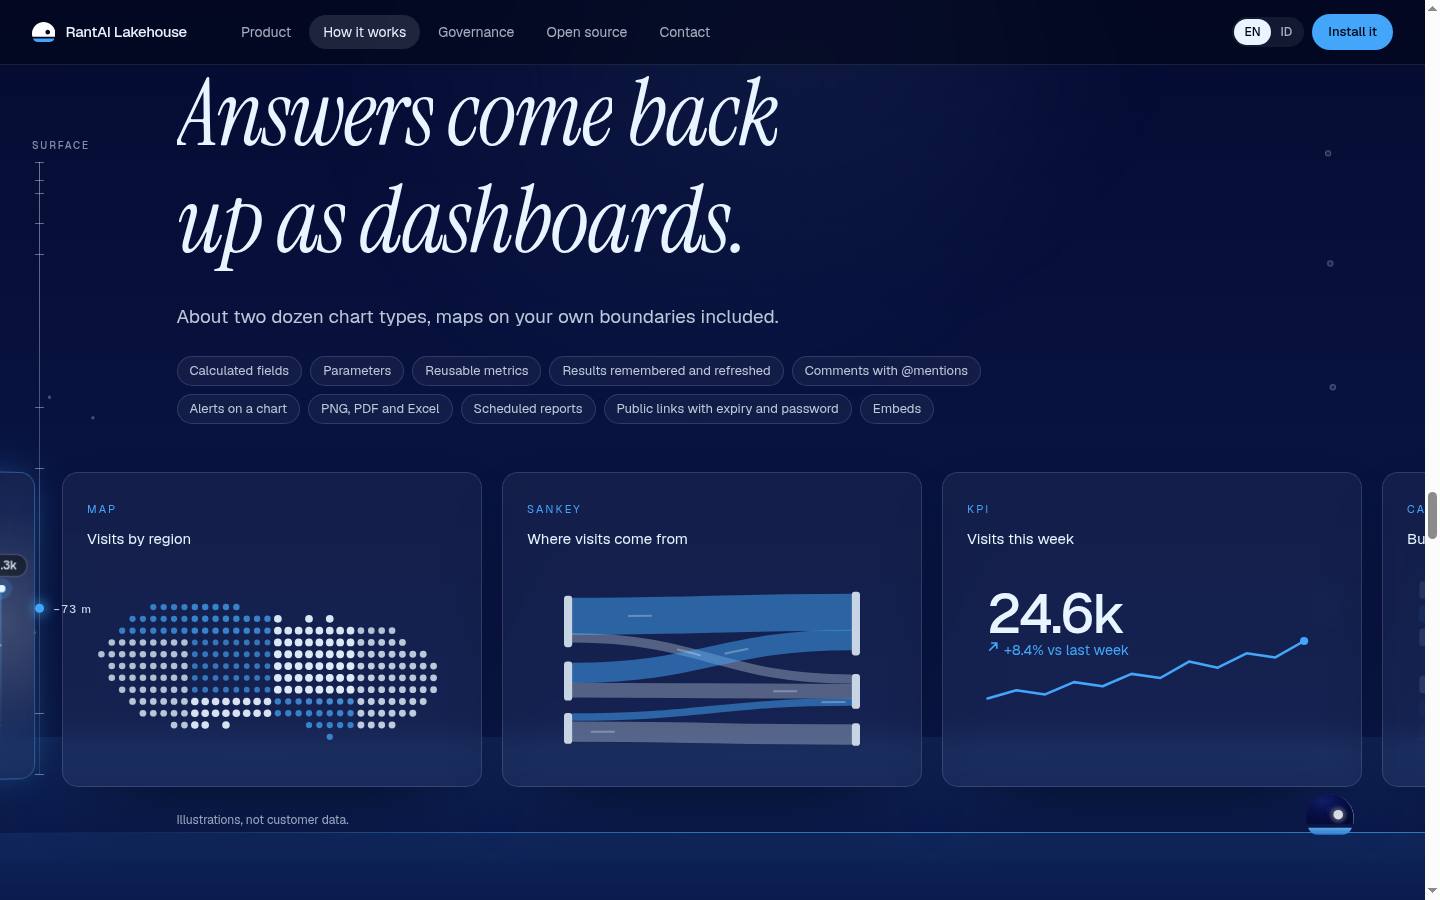 RantAI Lakehouse
Product
How it works
Governance
Open source
Contact
EN
ID
Install it
Answers come back
up as dashboards.
SURFACE
About two dozen chart types, maps on your own boundaries included.
Calculated fields
Parameters
Reusable metrics
Results remembered and refreshed
Comments with @mentions
Alerts on a chart
PNG, PDF and Excel
Scheduled reports
Public links with expiry and password
Embeds
.3k
−73 m
MAP
Visits by region
SANKEY
Where visits come from
KPI
Visits this week
24.6k
+8.4% vs last week
CA
Bu
Illustrations, not customer data.